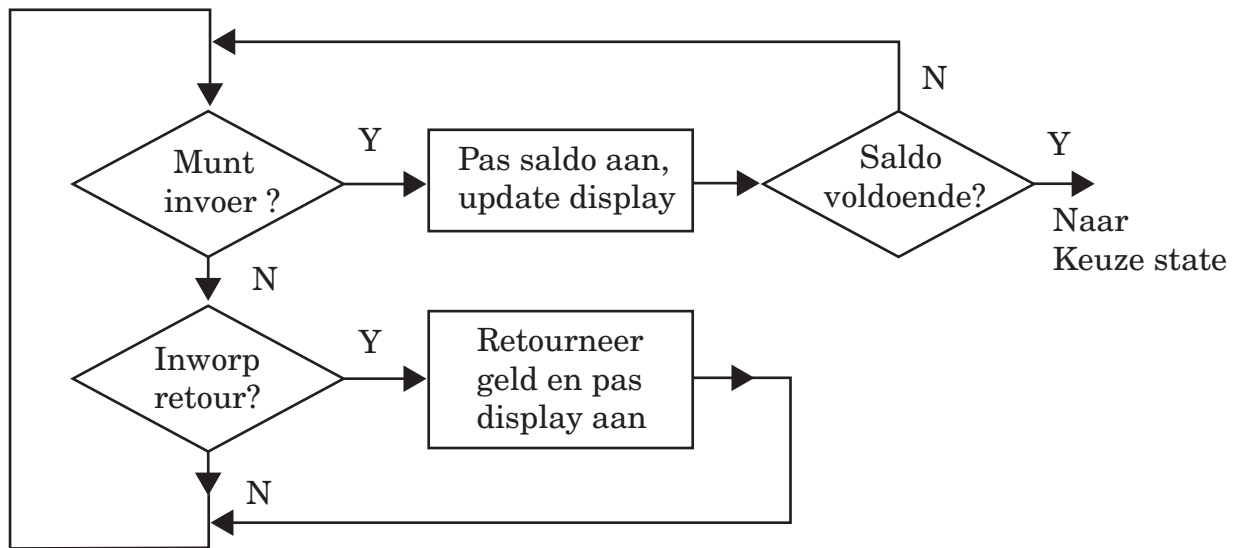 N
Munt
invoer ?
Y
Pas saldo aan,
update display
Saldo
voldoende?
Y
Naar
Keuze state
N
Inworp
retour?
Y
Retourneer
geld en pas
display aan
N